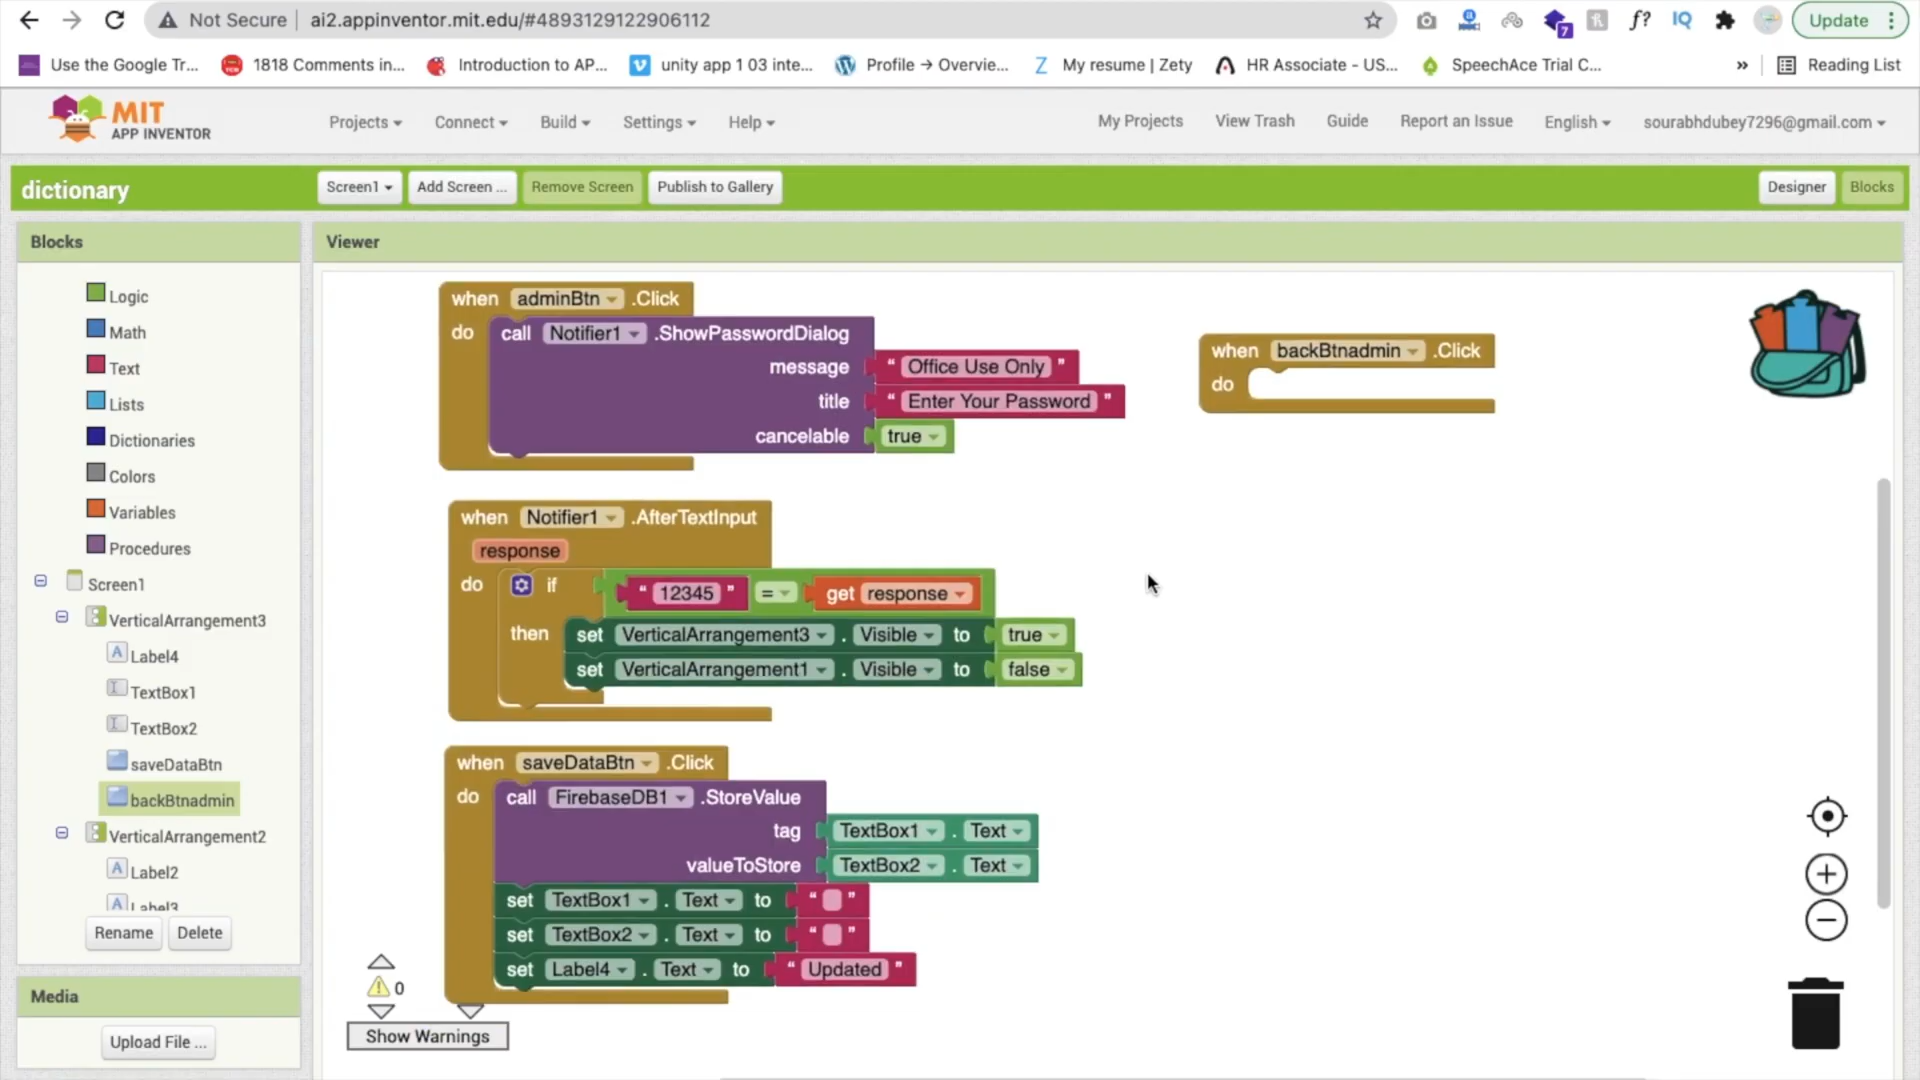 Not Secure | ai2.appinventor.mit.edu/#4893129122906112
7 f? IQ Update
Use the Google Tr... 1818 Comments in... Introduction to AP... unity app 1 03 inte... Profile → Overvie... Z My resume | Zety HR Associate - US... SpeechAce Trial C... » Reading List
MIT
APP INVENTOR
Projects Connect Build Settings Help My Projects View Trash Guide Report an Issue English sourabhdubey7296@gmail.com
dictionary Screen1 Add Screen ... Remove Screen Publish to Gallery Designer Blocks
Blocks
Logic
Math
Text
Lists
Dictionaries
Colors
Variables
Procedures
Screen1
VerticalArrangement3
A Label4
TextBox1
TextBox2
saveDataBtn
backBtnadmin
VerticalArrangement2
A Label2
A Label3
Rename Delete
Media
Upload File ...
Viewer
when adminBtn .Click
do call Notifier1 .ShowPasswordDialog
message " Office Use Only "
title " Enter Your Password "
cancelable true
when backBtnadmin .Click
do
when Notifier1 .AfterTextInput
response
do if " 12345 " = get response
then set VerticalArrangement3 . Visible to true
set VerticalArrangement1 . Visible to false
when saveDataBtn .Click
do call FirebaseDB1 .StoreValue
tag TextBox1 . Text
valueToStore TextBox2 . Text
set TextBox1 . Text to " "
set TextBox2 . Text to " "
set Label4 . Text to " Updated "
0
Show Warnings